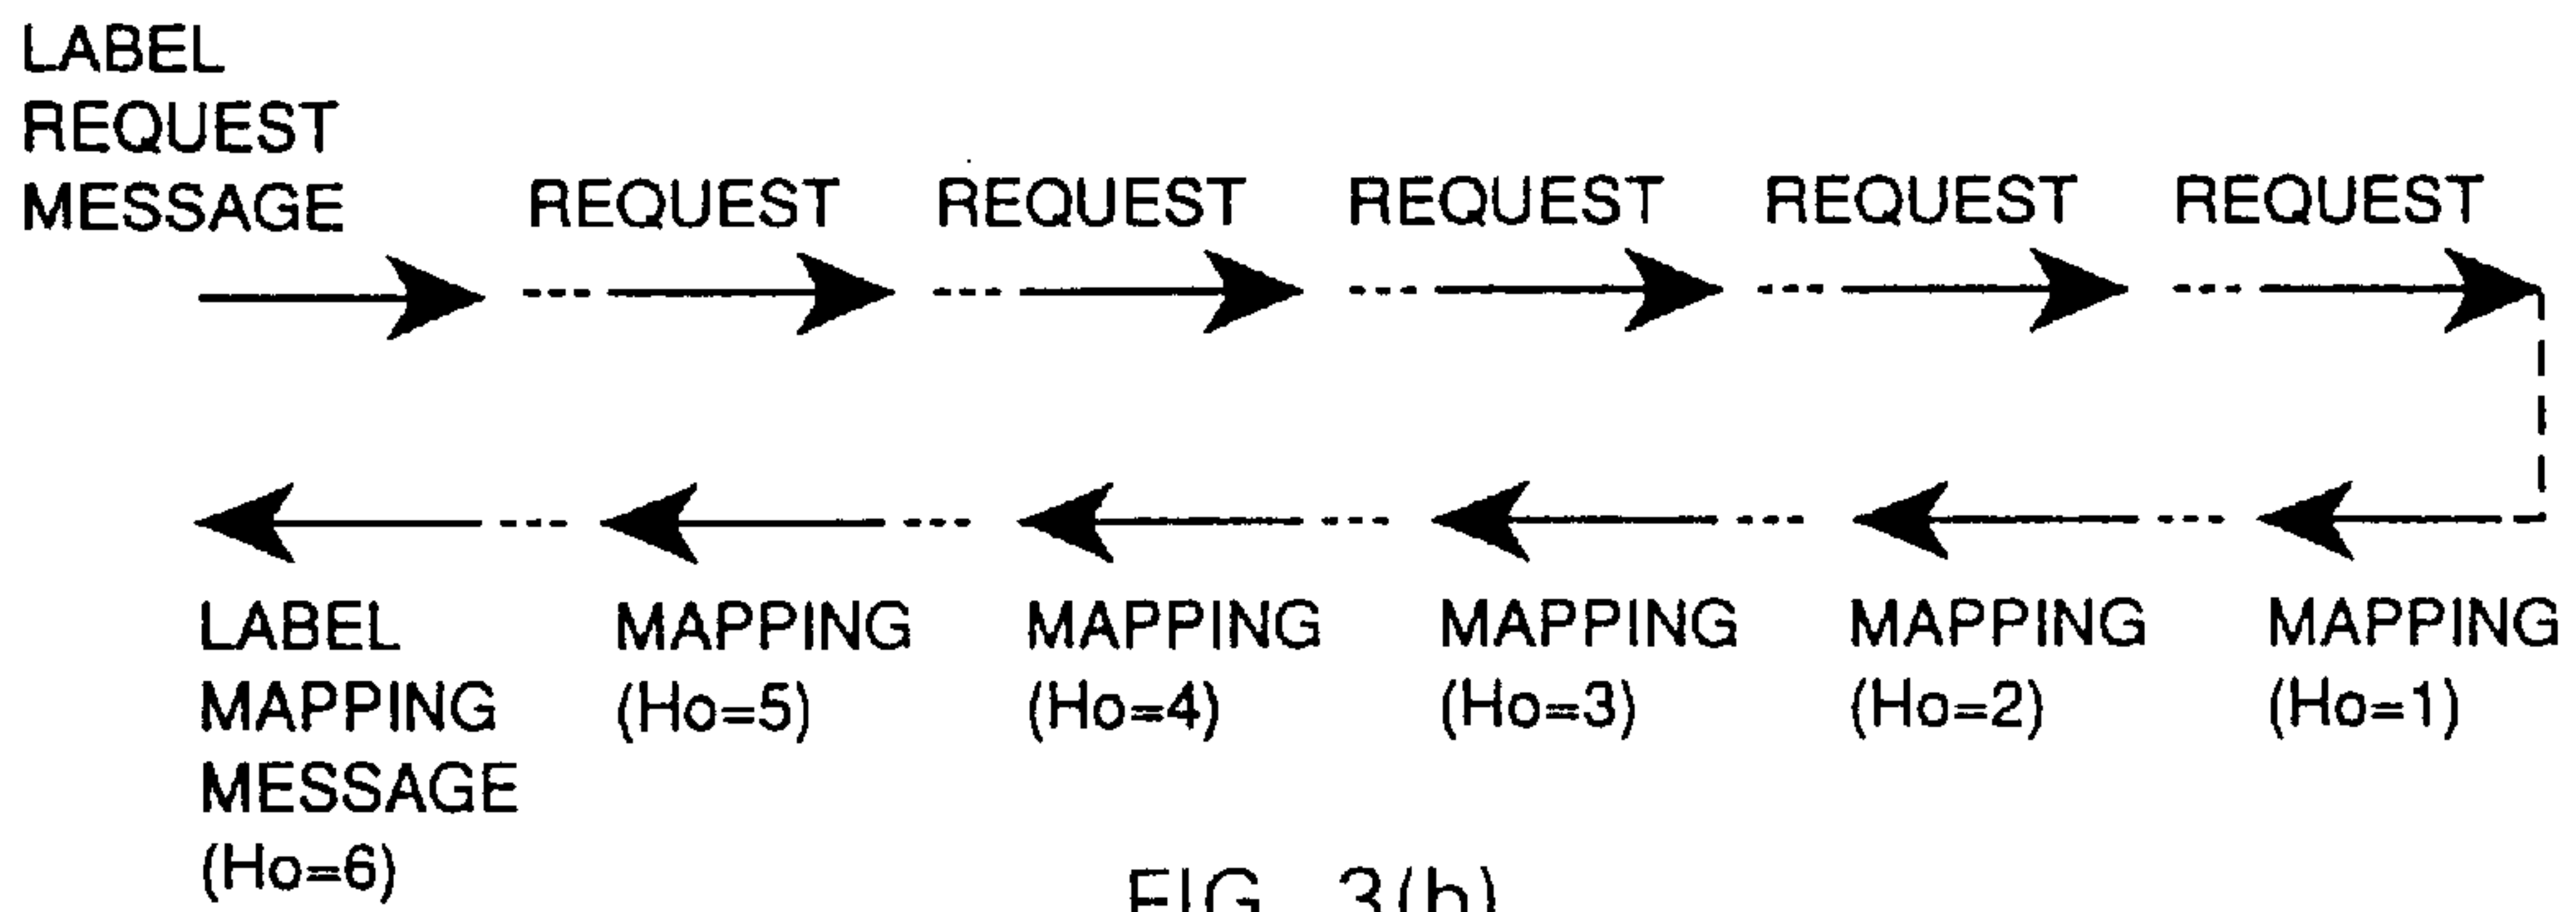 LABEL
REQUEST
MESSAGE
REQUEST
REQUEST
REQUEST
REQUEST
REQUEST
LABEL
MAPPING
MESSAGE
(Ho=6)
MAPPING
(Ho=5)
MAPPING
(Ho=4)
MAPPING
(Ho=3)
MAPPING
(Ho=2)
MAPPING
(Ho=1)
FIG. 3(b)